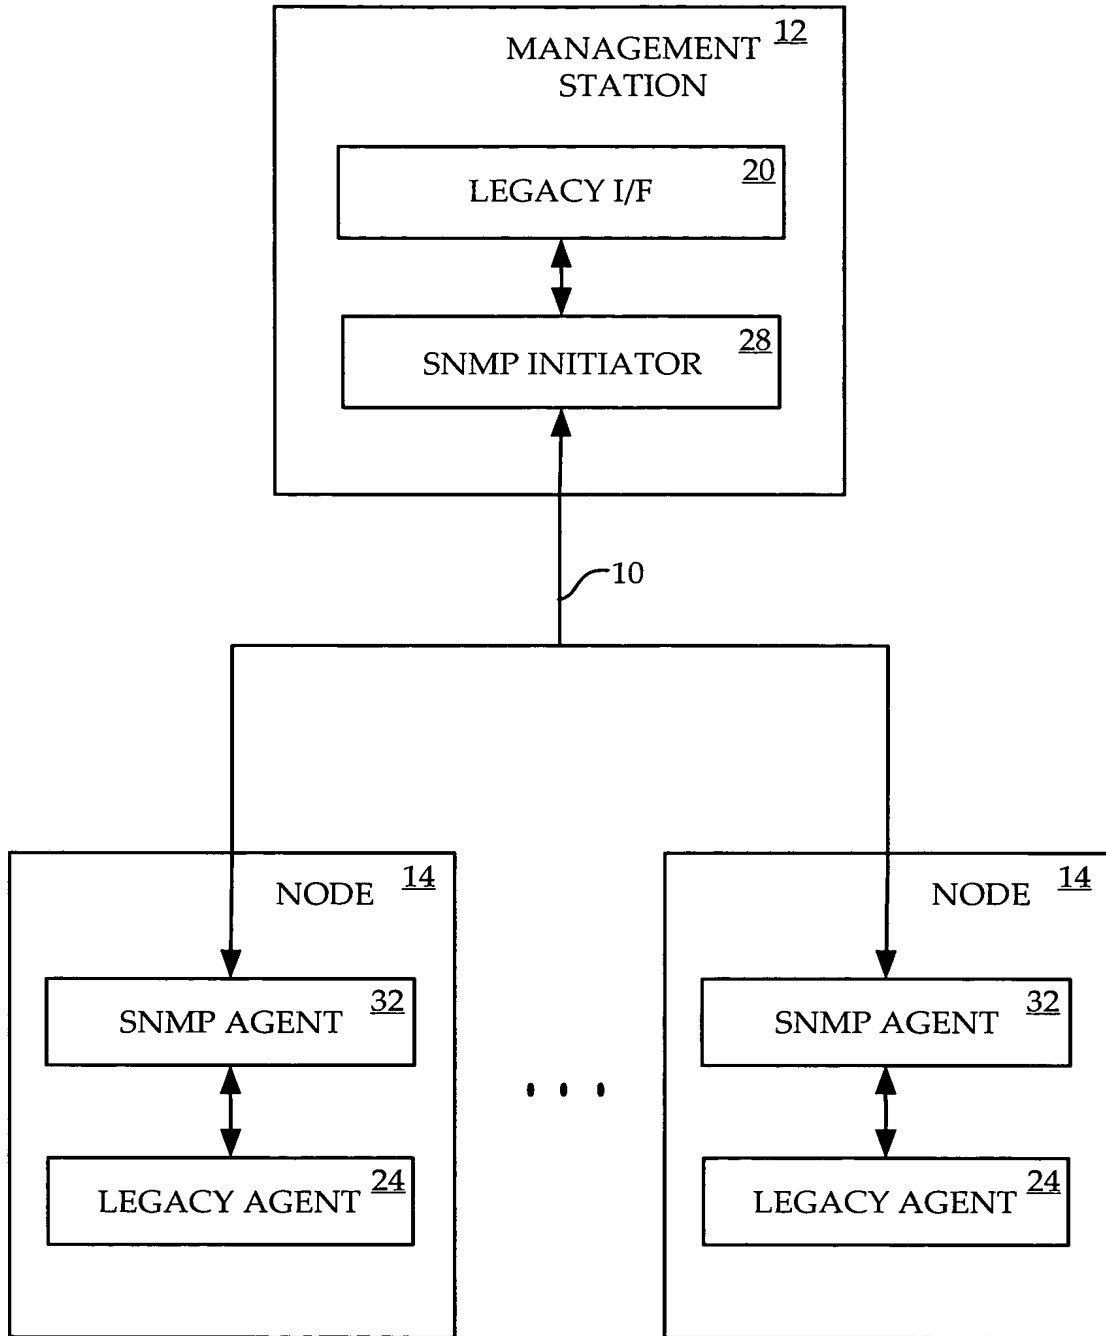 12
MANAGEMENT
STATION
20
LEGACY I/F
28
SNMP INITIATOR
10
NODE 14
32
SNMP AGENT
24
LEGACY AGENT
NODE 14
32
SNMP AGENT
24
LEGACY AGENT